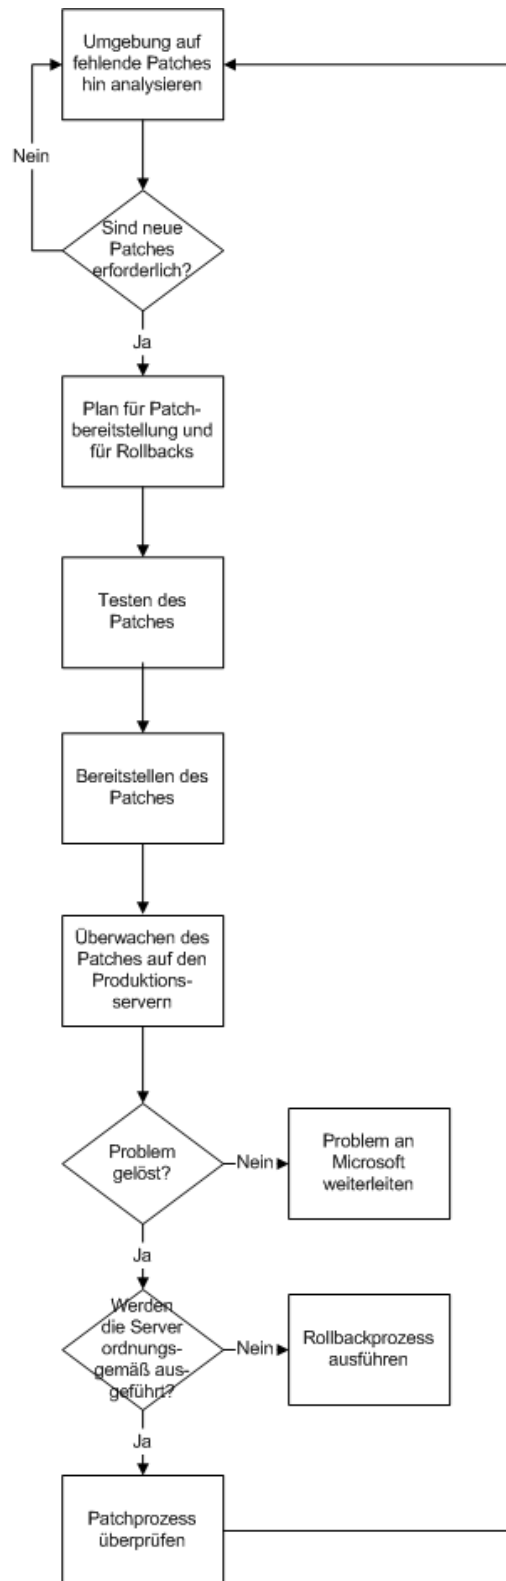 Umgebung auf
fehlende Patches
hin analysieren
Nein
Sind neue
Patches
erforderlich?
Ja
Plan für Patch-
bereitstellung und
für Rollbacks
Testen des
Patches
Bereitstellen des
Patches
Überwachen des
Patches auf den
Produktions-
servern
Problem
gelöst?
Nein
Problem an
Microsoft
weiterleiten
Ja
Werden
die Server
ordnungs-
gemäß aus-
geführt?
Nein
Rollbackprozess
ausführen
Ja
Patchprozess
überprüfen